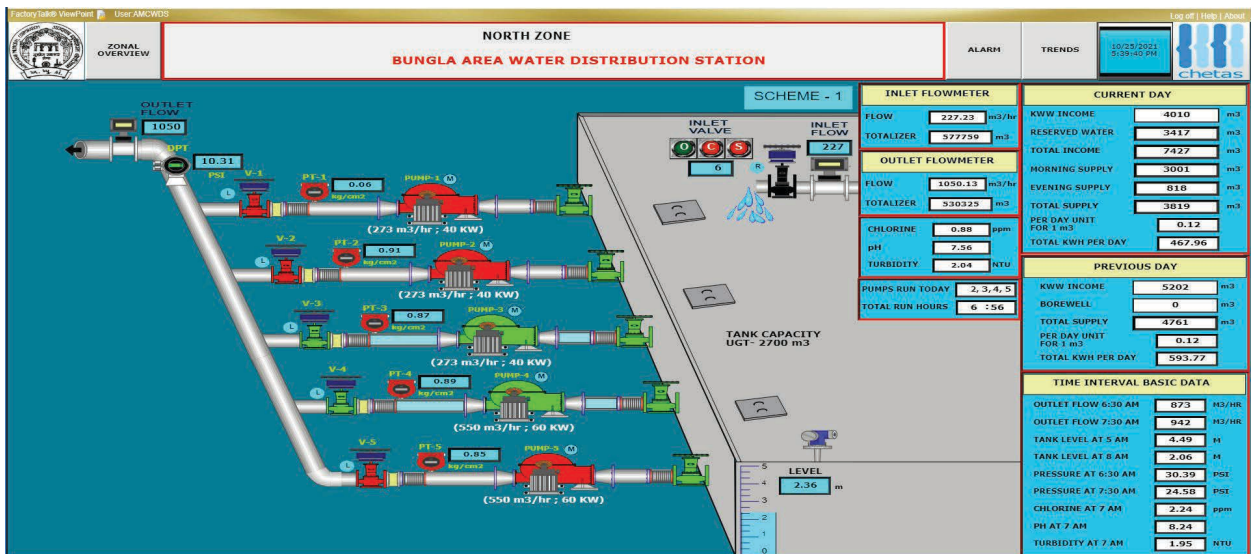 FactoryTalk® ViewPoint User:AMCWDS
Log off | Help | About
ZONAL OVERVIEW
NORTH ZONE
BUNGLA AREA WATER DISTRIBUTION STATION
ALARM
TRENDS
10/25/2021
5:39:40 PM
chetas
SCHEME - 1
OUTLET FLOW
1050
DPT
10.31
PSI
V-1
L
PT-1
0.06
kg/cm2
PUMP-1 M
(273 m3/hr ; 40 KW)
V-2
L
PT-2
0.91
kg/cm2
PUMP-2 M
(273 m3/hr ; 40 KW)
V-3
L
PT-3
0.87
kg/cm2
PUMP-3 M
(273 m3/hr ; 40 KW)
V-4
L
PT-4
0.89
kg/cm2
PUMP-4 M
(550 m3/hr ; 60 KW)
V-5
L
PT-5
0.85
kg/cm2
PUMP-5 M
(550 m3/hr ; 60 KW)
INLET VALVE
O C S
6
R
INLET FLOW
227
TANK CAPACITY
UGT- 2700 m3
LEVEL
2.36 m
5
4
3
2
1
0
INLET FLOWMETER
FLOW 227.23 m3/hr
TOTALIZER 577759 m3
OUTLET FLOWMETER
FLOW 1050.13 m3/hr
TOTALIZER 530325 m3
CHLORINE 0.88 ppm
pH 7.56
TURBIDITY 2.04 NTU
PUMPS RUN TODAY 2, 3, 4, 5
TOTAL RUN HOURS 6 :56
CURRENT DAY
KWW INCOME 4010 m3
RESERVED WATER 3417 m3
TOTAL INCOME 7427 m3
MORNING SUPPLY 3001 m3
EVENING SUPPLY 818 m3
TOTAL SUPPLY 3819 m3
PER DAY UNIT FOR 1 m3 0.12
TOTAL KWH PER DAY 467.96
PREVIOUS DAY
KWW INCOME 5202 m3
BOREWELL 0 m3
TOTAL SUPPLY 4761 m3
PER DAY UNIT FOR 1 m3 0.12
TOTAL KWH PER DAY 593.77
TIME INTERVAL BASIC DATA
OUTLET FLOW 6:30 AM 873 M3/HR
OUTLET FLOW 7:30 AM 942 M3/HR
TANK LEVEL AT 5 AM 4.49 M
TANK LEVEL AT 8 AM 2.06 M
PRESSURE AT 6:30 AM 30.39 PSI
PRESSURE AT 7:30 AM 24.58 PSI
CHLORINE AT 7 AM 2.24 ppm
PH AT 7 AM 8.24
TURBIDITY AT 7 AM 1.95 NTU